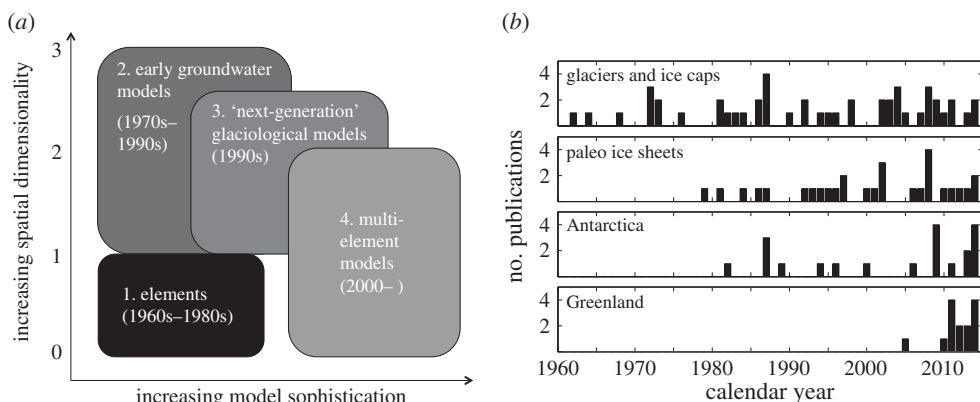 (a)
increasing spatial dimensionality
3
2
1
0
2. early groundwater
models
(1970s–
1990s)
3. 'next-generation'
glaciological models
(1990s)
4. multi-
element
models
(2000– )
1. elements
(1960s–1980s)
increasing model sophistication
(b)
no. publications
glaciers and ice caps
4
2
paleo ice sheets
4
2
Antarctica
4
2
Greenland
4
2
1960 1970 1980 1990 2000 2010
calendar year